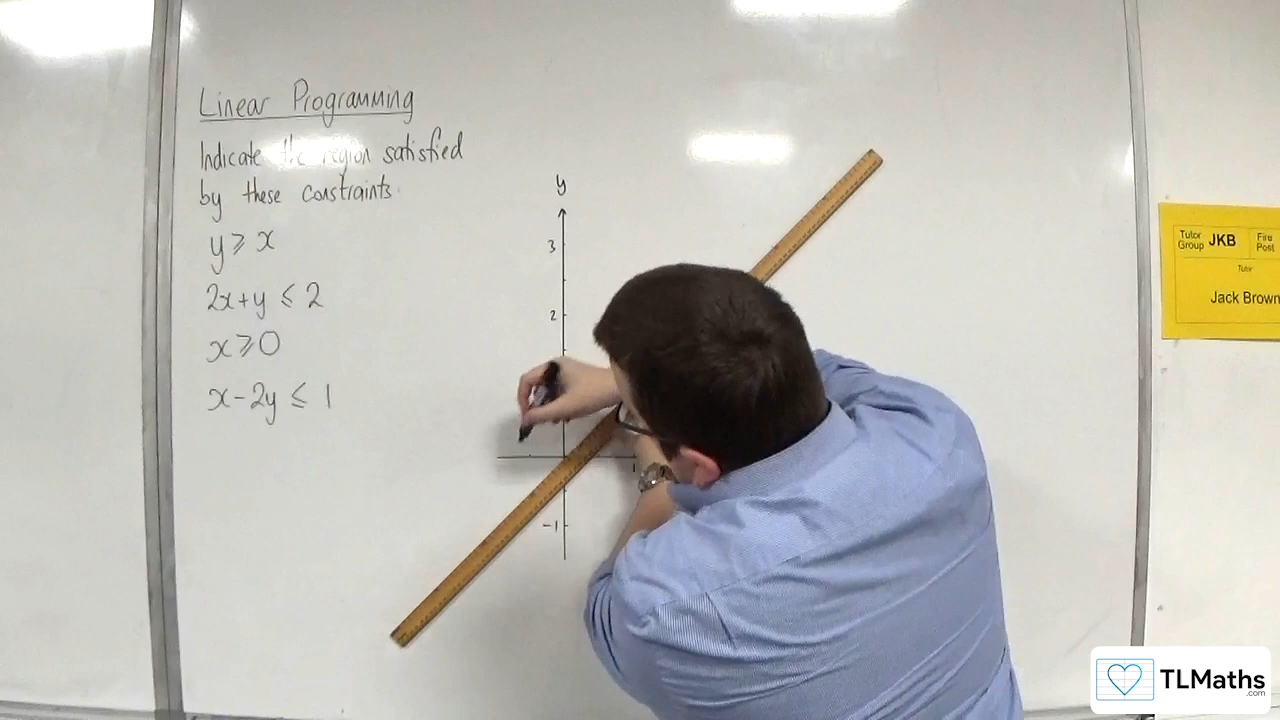 Linear Programming
Indicate the region satisfied
by these constraints.
y ⩾ x
2x+y ⩽ 2
x ⩾ 0
x-2y ⩽ 1
y
3
2
1
-1
Tutor Group JKB
Fire Post
Tutor
Jack Brown
TLMaths
.com